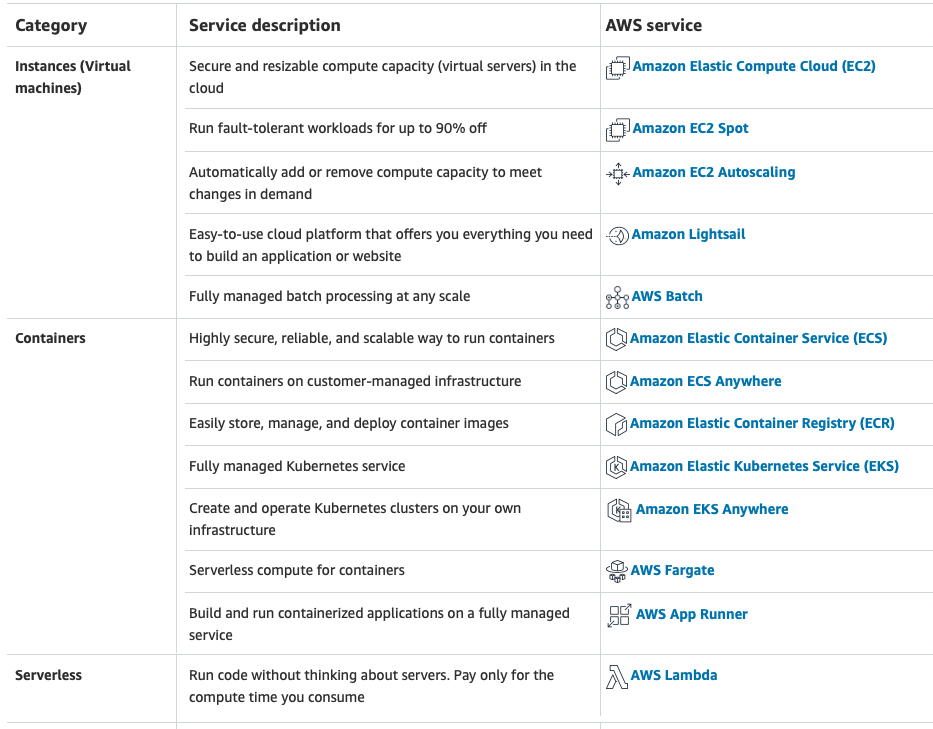 Category
Service description
AWS service
Instances (Virtual
machines)
Secure and resizable compute capacity (virtual servers) in the
cloud
Amazon Elastic Compute Cloud (EC2)
Run fault-tolerant workloads for up to 90% off
Amazon EC2 Spot
Automatically add or remove compute capacity to meet
changes in demand
Amazon EC2 Autoscaling
Easy-to-use cloud platform that offers you everything you need
to build an application or website
Amazon Lightsail
Fully managed batch processing at any scale
AWS Batch
Containers
Highly secure, reliable, and scalable way to run containers
Amazon Elastic Container Service (ECS)
Run containers on customer-managed infrastructure
Amazon ECS Anywhere
Easily store, manage, and deploy container images
Amazon Elastic Container Registry (ECR)
Fully managed Kubernetes service
Amazon Elastic Kubernetes Service (EKS)
Create and operate Kubernetes clusters on your own
infrastructure
Amazon EKS Anywhere
Serverless compute for containers
AWS Fargate
Build and run containerized applications on a fully managed
service
AWS App Runner
Serverless
Run code without thinking about servers. Pay only for the
compute time you consume
AWS Lambda